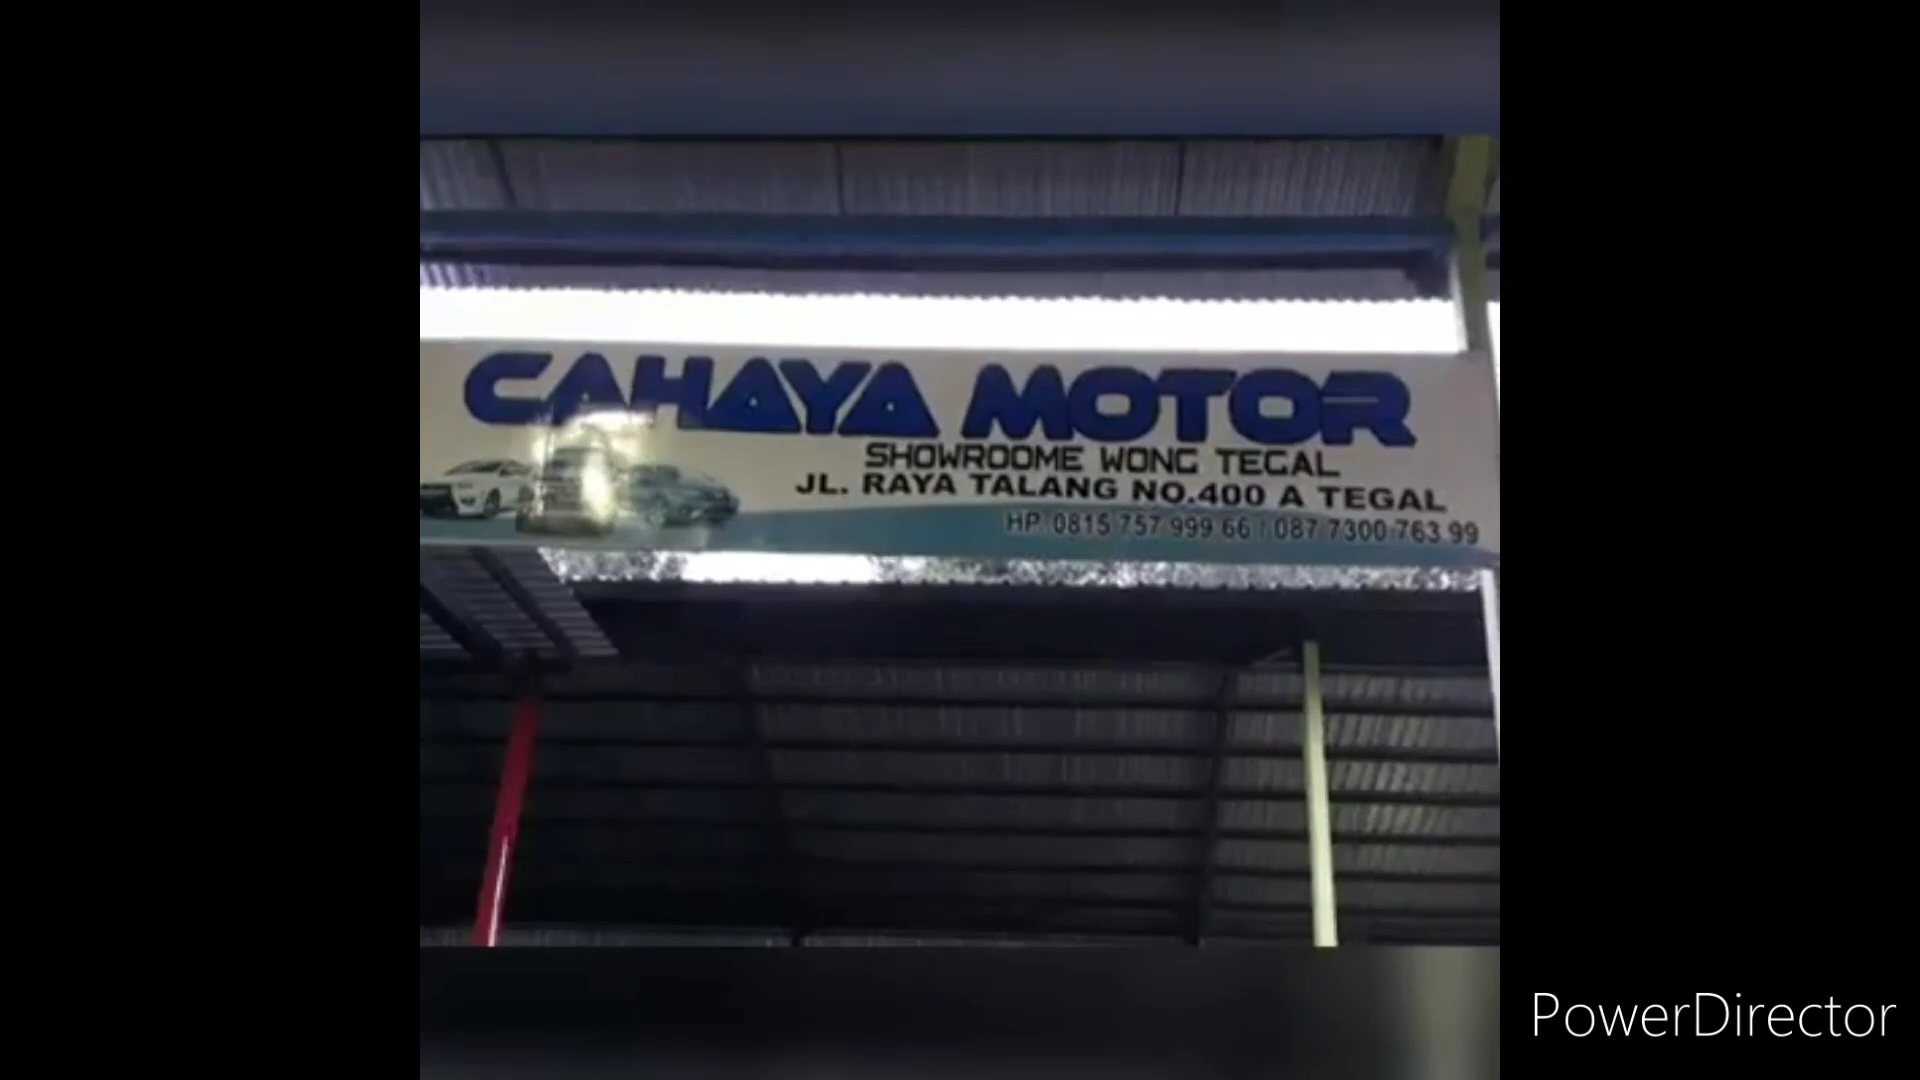 CAHAYA MOTOR
SHOWROOME WONG TEGAL
JL. RAYA TALANG NO.400 A TEGAL
HP. 0815 757 999 66 / 087 7300 763 99
PowerDirector